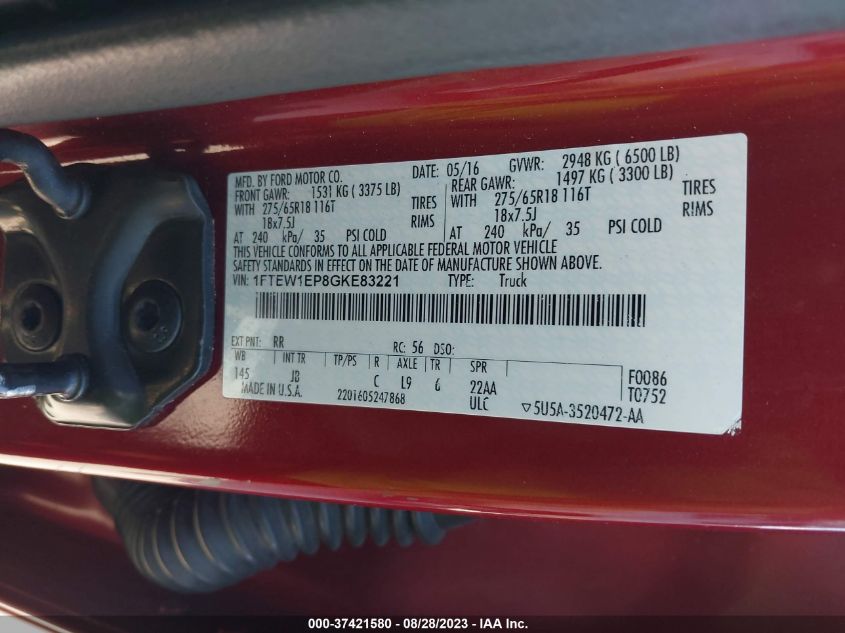 MFD. BY FORD MOTOR CO. DATE: 05/16 GVWR: 2948 KG ( 6500 LB)
FRONT GAWR: 1531 KG ( 3375 LB) REAR GAWR: 1497 KG ( 3300 LB)
WITH 275/65R18 116T TIRES WITH 275/65R18 116T TIRES
18x7.5J RIMS 18x7.5J RIMS
AT 240 kPa/ 35 PSI COLD AT 240 kPa/ 35 PSI COLD
THIS VEHICLE CONFORMS TO ALL APPLICABLE FEDERAL MOTOR VEHICLE
SAFETY STANDARDS IN EFFECT ON THE DATE OF MANUFACTURE SHOWN ABOVE.
VIN: 1FTEW1EP8GKE83221 TYPE: Truck
EXT PNT: RR RC: 56 DSO:
WB INT TR TP/PS R AXLE TR SPR
145 JB C L9 6 22AA F0086
MADE IN U.S.A. 2201605247868 ULC T0752
▽5U5A-3520472-AA
000-37421580 - 08/28/2023 - IAA Inc.